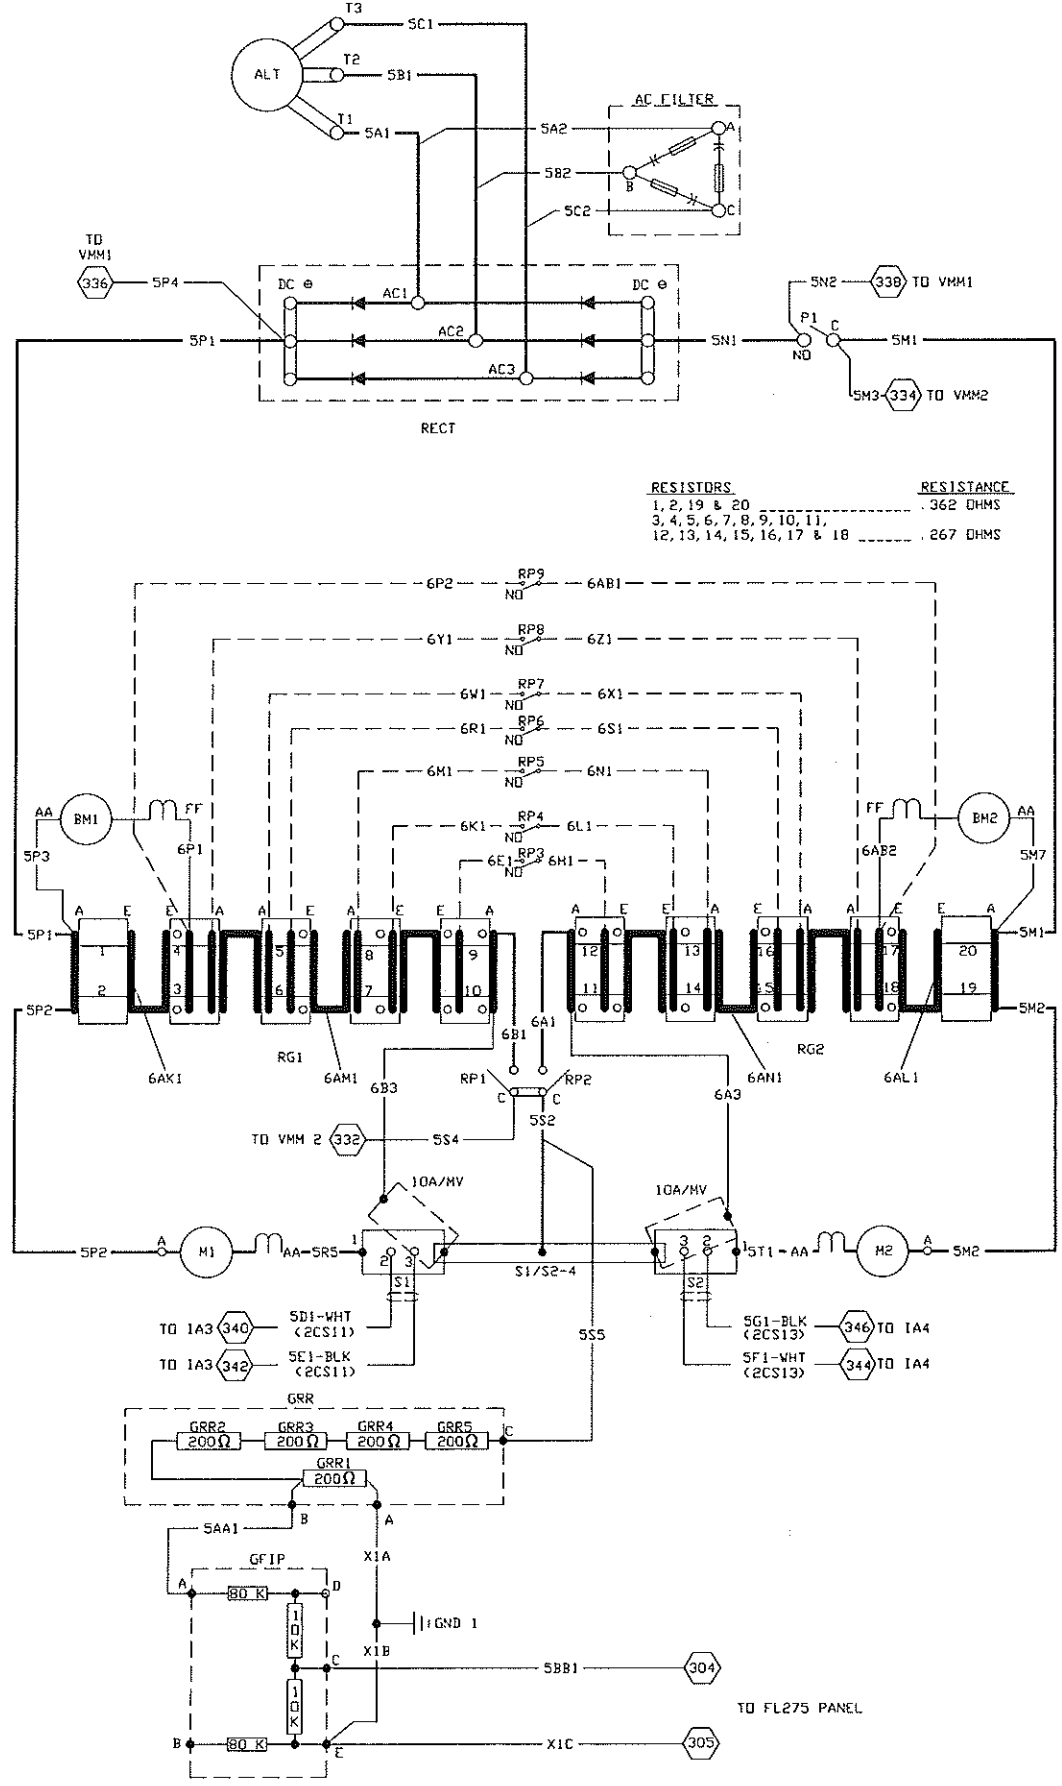 T3
5C1
ALT
T2
5B1
T1
5A1
AC FILTER
5A2
A
5B2
B
5C2
C
TO
VMM1
336
5P4
DC ⊖
AC1
DC ⊖
5N2
338
TO VMM1
5P1
AC2
5N1
P1
C
NO
5M1
AC3
5M3
334
TO VMM2
RECT
RESISTORS
RESISTANCE
1, 2, 19 & 20 .362 OHMS
3, 4, 5, 6, 7, 8, 9, 10, 11,
12, 13, 14, 15, 16, 17 & 18 .267 OHMS
6P2
RP9
NO
6AB1
6Y1
RP8
NO
6Z1
6W1
RP7
NO
6X1
6R1
RP6
NO
6S1
6M1
RP5
NO
6N1
6K1
RP4
NO
6L1
6E1
RP3
NO
6H1
AA
BM1
FF
FF
BM2
AA
5P3
6P1
6AB2
5M7
A E E A A E A E E A
A E E A A E A E E A
5P1
1
4
5
8
9
12
13
16
17
20
5M1
2
3
6
7
10
11
14
15
18
19
5P2
5M2
6B1
6A1
RG1
RG2
6AK1
6AM1
6B3
RP1
RP2
C
C
6A3
6AN1
6AL1
5S2
TO VMM 2
332
5S4
10A/MV
10A/MV
5P2
A
M1
AA
5R5
1
2
3
S1
S1/S2-4
3
2
1
S2
5T1
AA
M2
A
5M2
TO IA3
340
5D1-WHT
(2CS11)
5G1-BLK
(2CS13)
346
TO IA4
5S5
TO IA3
342
5E1-BLK
(2CS11)
5F1-WHT
(2CS13)
344
TO IA4
GRR
GRR2
GRR3
GRR4
GRR5
C
200Ω
200Ω
200Ω
200Ω
GRR1
200Ω
B
A
5AA1
X1A
GFIP
A
80 K
D
10K
GND 1
X1B
C
5BB1
304
10K
TO FL275 PANEL
B
80 K
E
X1C
305